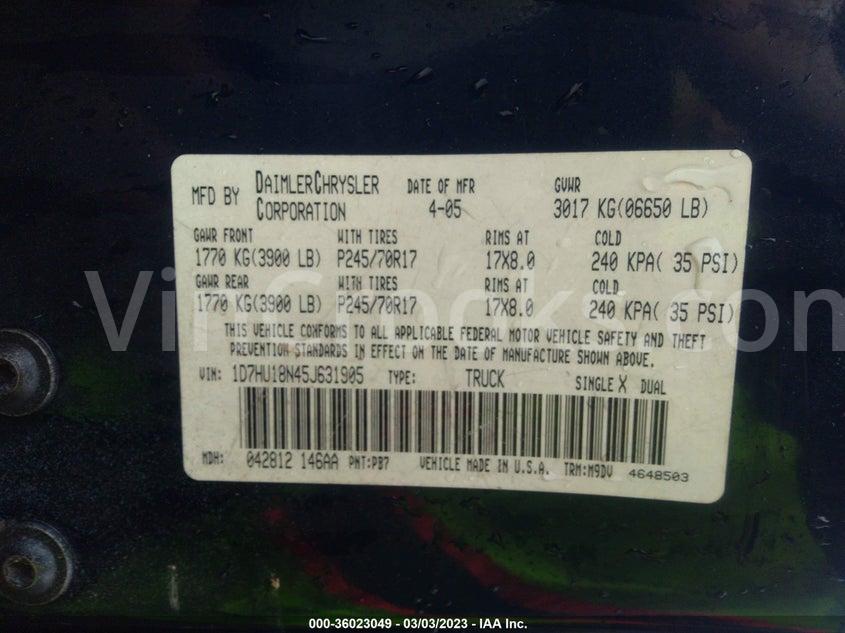 MFD BY DAIMLERCHRYSLER CORPORATION DATE OF MFR 4-05 GVWR 3017 KG(06650 LB)
GAWR FRONT WITH TIRES RIMS AT COLD
1770 KG(3900 LB) P245/70R17 17X8.0 240 KPA( 35 PSI)
GAWR REAR WITH TIRES RIMS AT COLD
1770 KG(3900 LB) P245/70R17 17X8.0 240 KPA( 35 PSI)
THIS VEHICLE CONFORMS TO ALL APPLICABLE FEDERAL MOTOR VEHICLE SAFETY AND THEFT
PREVENTION STANDARDS IN EFFECT ON THE DATE OF MANUFACTURE SHOWN ABOVE.
VIN: 1D7HU18N45J631905 TYPE: TRUCK SINGLE X DUAL
MDH: 042812 146AA PNT:PB7 VEHICLE MADE IN U.S.A. TRM:M9DV 4648503
VinStocks.com
000-36023049 - 03/03/2023 - IAA Inc.